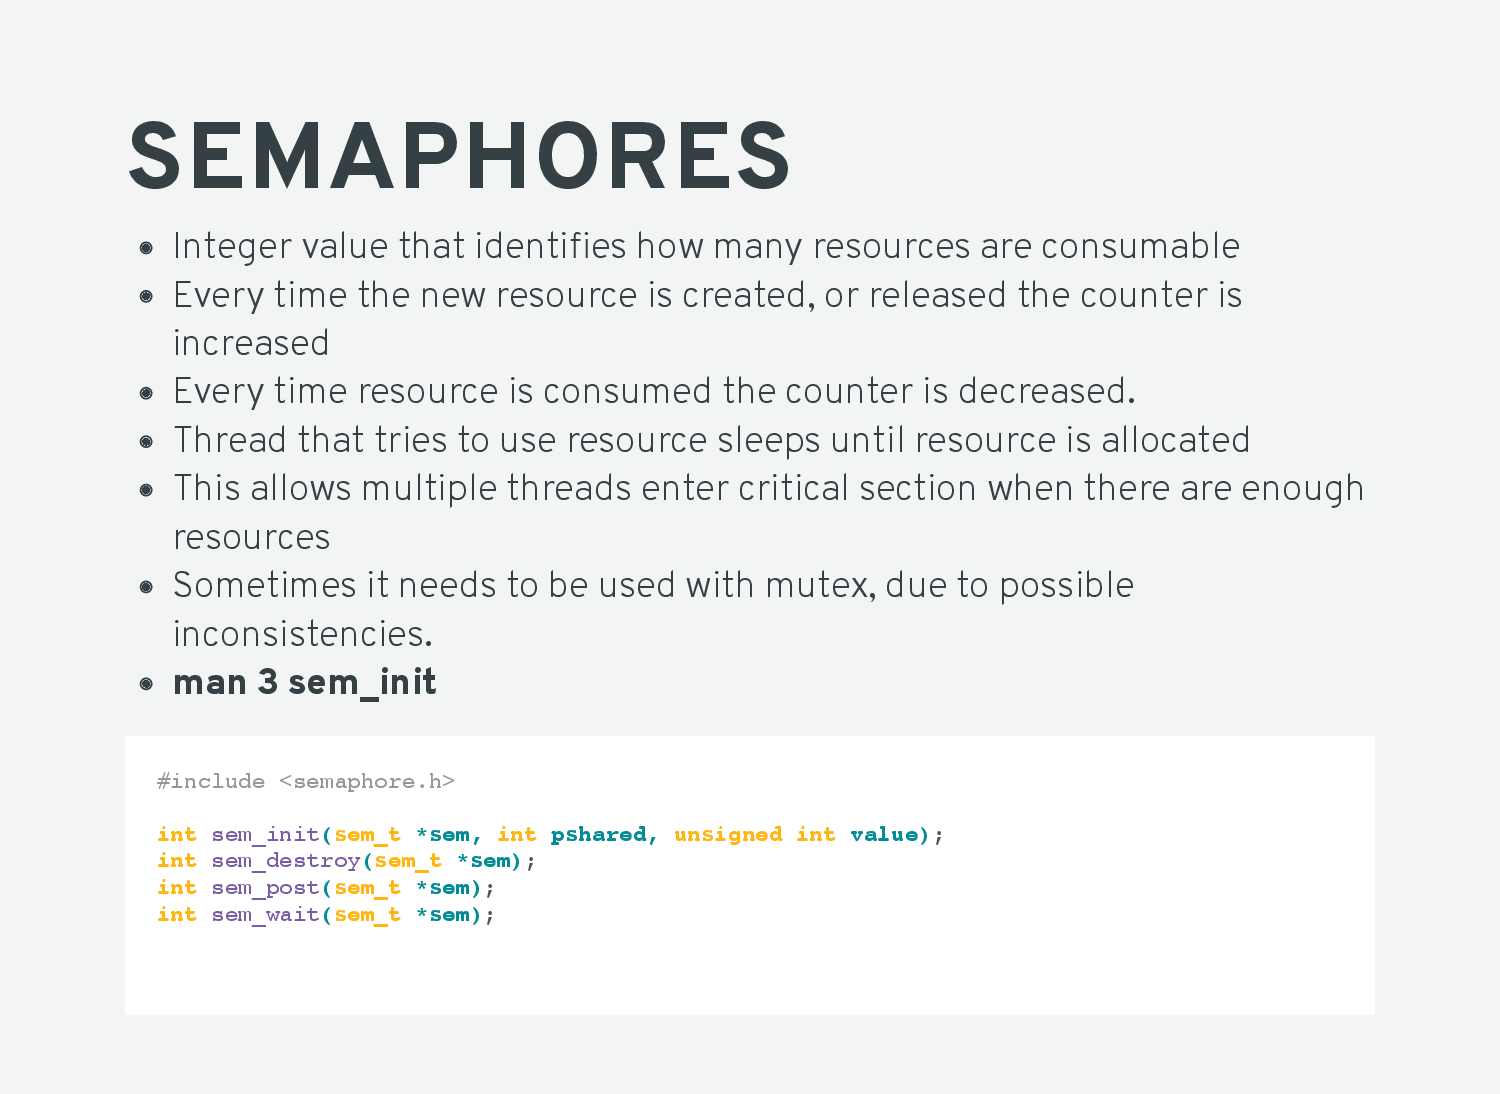 SEMAPHORES
Integer value that identifies how many resources are consumable
Every time the new resource is created, or released the counter is
increased
Every time resource is consumed the counter is decreased.
Thread that tries to use resource sleeps until resource is allocated
This allows multiple threads enter critical section when there are enough
resources
Sometimes it needs to be used with mutex, due to possible
inconsistencies.
man 3 sem_init
#include <semaphore.h>
int sem_init(sem_t *sem, int pshared, unsigned int value);
int sem_destroy(sem_t *sem);
int sem_post(sem_t *sem);
int sem_wait(sem_t *sem);